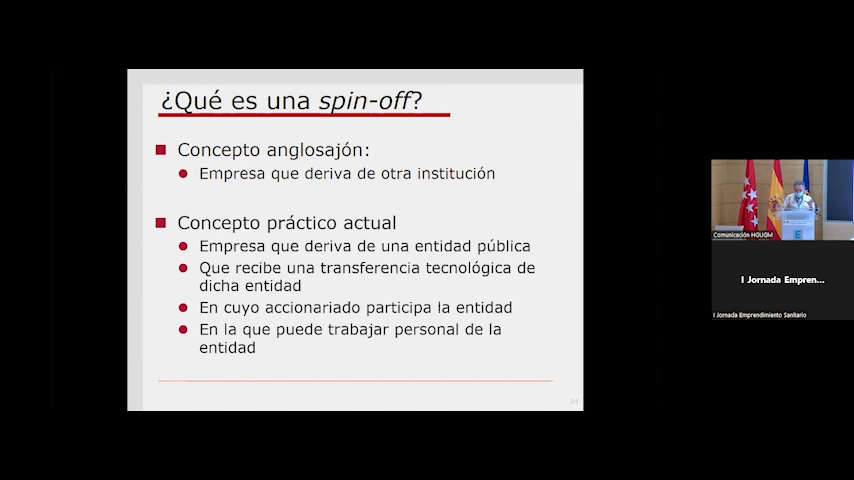 ¿Qué es una spin-off?
Concepto anglosajón:
Empresa que deriva de otra institución
Concepto práctico actual
Empresa que deriva de una entidad pública
Que recibe una transferencia tecnológica de
dicha entidad
En cuyo accionariado participa la entidad
En la que puede trabajar personal de la
entidad
Comunicación HGUGM
I Jornada Empren...
I Jornada Emprendimiento Sanitario